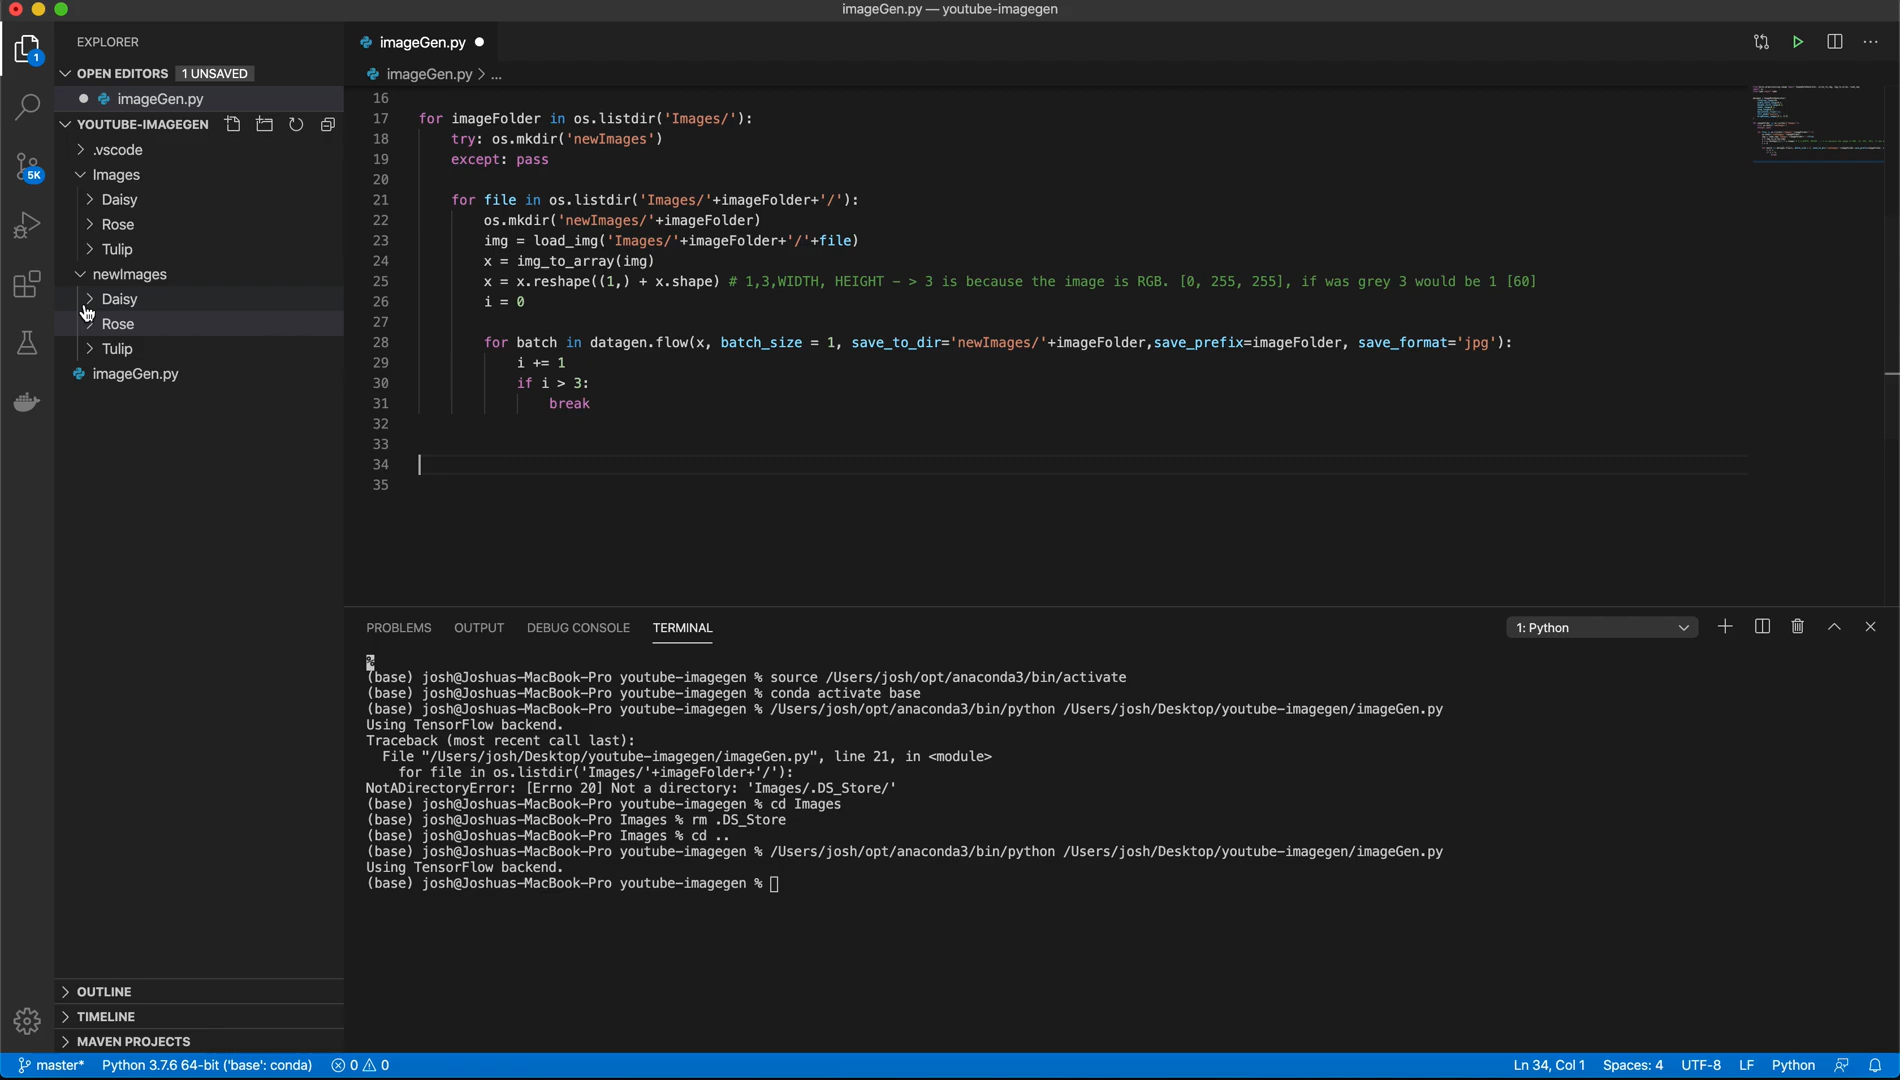 imageGen.py — youtube-imagegen
EXPLORER
OPEN EDITORS 1 UNSAVED
imageGen.py
YOUTUBE-IMAGEGEN
.vscode
Images
Daisy
Rose
Tulip
newImages
Daisy
Rose
Tulip
imageGen.py
OUTLINE
TIMELINE
MAVEN PROJECTS
1
5K
imageGen.py
imageGen.py > ...
16
17 for imageFolder in os.listdir('Images/'):
18 try: os.mkdir('newImages')
19 except: pass
20
21 for file in os.listdir('Images/'+imageFolder+'/'):
22 os.mkdir('newImages/'+imageFolder)
23 img = load_img('Images/'+imageFolder+'/'+file)
24 x = img_to_array(img)
25 x = x.reshape((1,) + x.shape) # 1,3,WIDTH, HEIGHT - > 3 is because the image is RGB. [0, 255, 255], if was grey 3 would be 1 [60]
26 i = 0
27
28 for batch in datagen.flow(x, batch_size = 1, save_to_dir='newImages/'+imageFolder,save_prefix=imageFolder, save_format='jpg'):
29 i += 1
30 if i > 3:
31 break
32
33
34
35
PROBLEMS OUTPUT DEBUG CONSOLE TERMINAL 1: Python
%
(base) josh@Joshuas-MacBook-Pro youtube-imagegen % source /Users/josh/opt/anaconda3/bin/activate
(base) josh@Joshuas-MacBook-Pro youtube-imagegen % conda activate base
(base) josh@Joshuas-MacBook-Pro youtube-imagegen % /Users/josh/opt/anaconda3/bin/python /Users/josh/Desktop/youtube-imagegen/imageGen.py
Using TensorFlow backend.
Traceback (most recent call last):
File "/Users/josh/Desktop/youtube-imagegen/imageGen.py", line 21, in <module>
for file in os.listdir('Images/'+imageFolder+'/'):
NotADirectoryError: [Errno 20] Not a directory: 'Images/.DS_Store/'
(base) josh@Joshuas-MacBook-Pro youtube-imagegen % cd Images
(base) josh@Joshuas-MacBook-Pro Images % rm .DS_Store
(base) josh@Joshuas-MacBook-Pro Images % cd ..
(base) josh@Joshuas-MacBook-Pro youtube-imagegen % /Users/josh/opt/anaconda3/bin/python /Users/josh/Desktop/youtube-imagegen/imageGen.py
Using TensorFlow backend.
(base) josh@Joshuas-MacBook-Pro youtube-imagegen %
master* Python 3.7.6 64-bit ('base': conda) 0 0 Ln 34, Col 1 Spaces: 4 UTF-8 LF Python